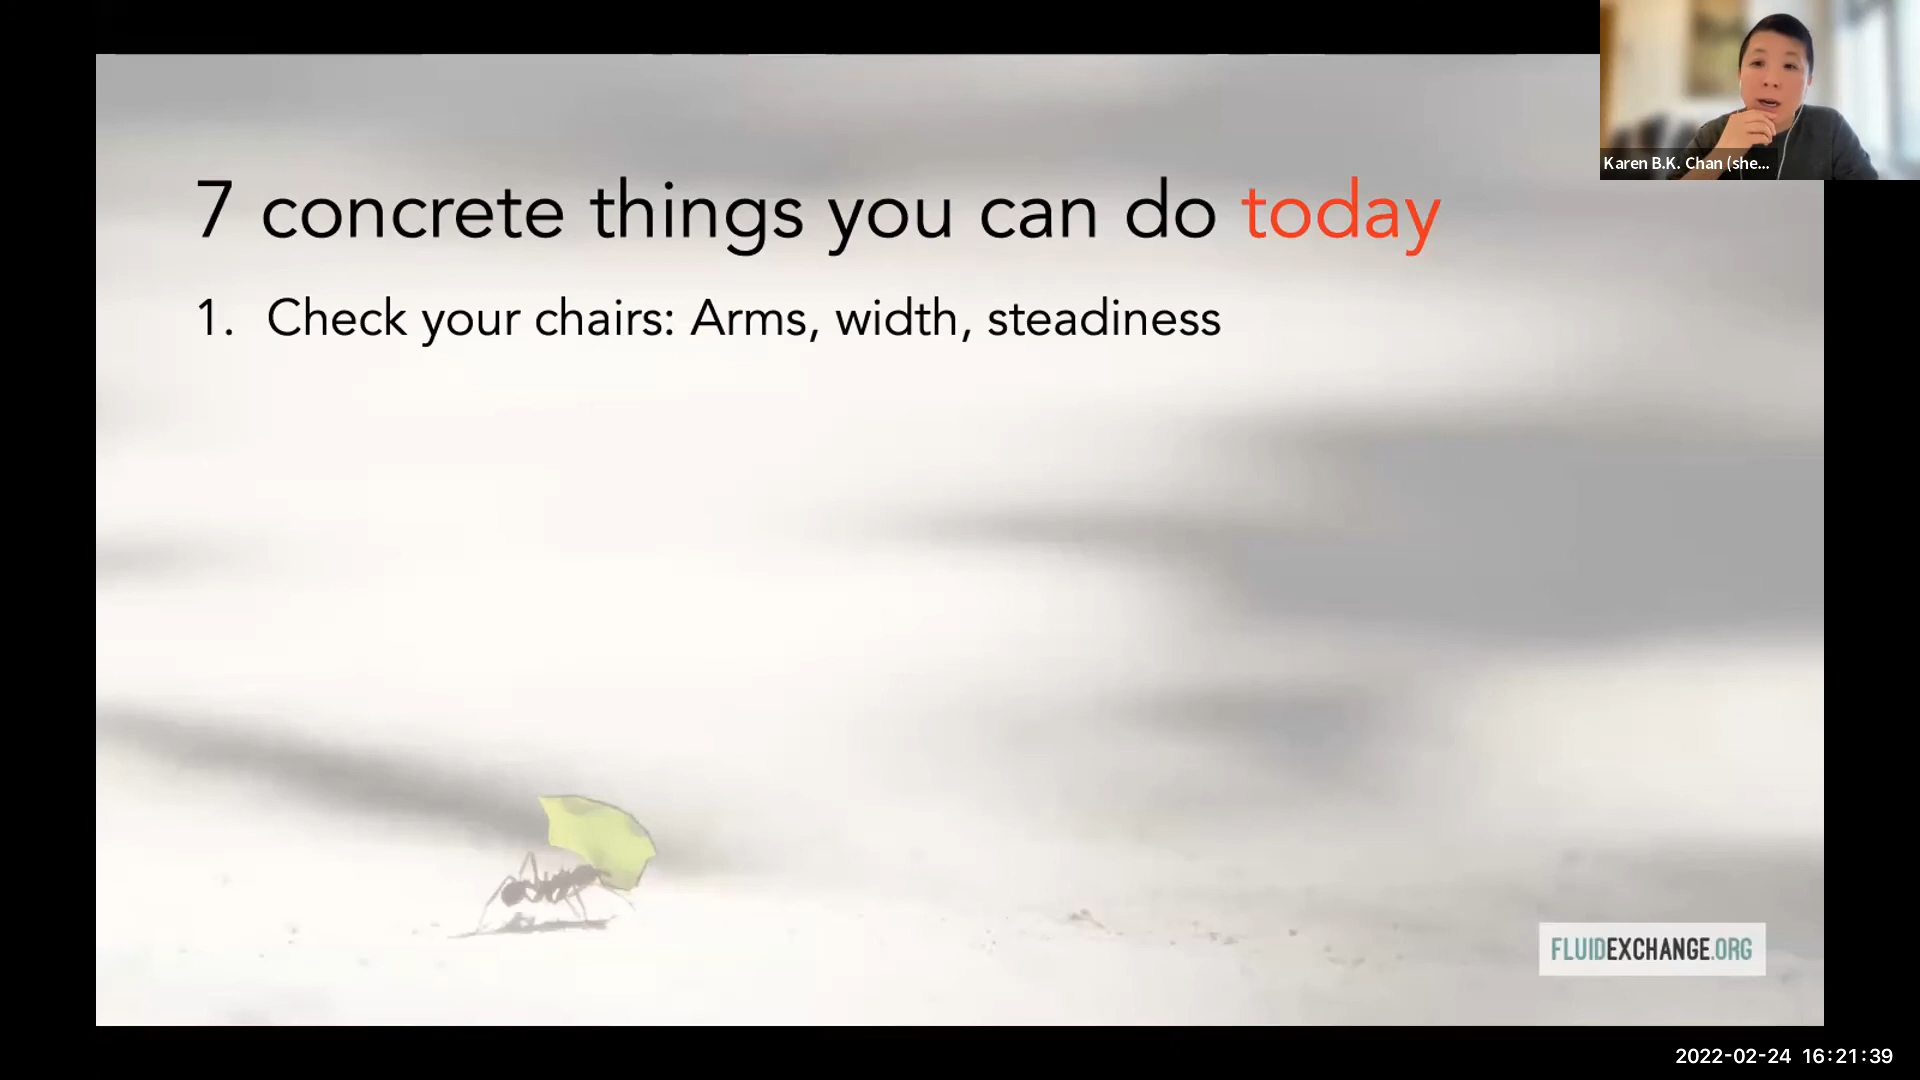 Karen B.K. Chan (she...
7 concrete things you can do today
1. Check your chairs: Arms, width, steadiness
FLUIDEXCHANGE.ORG
2022-02-24 16:21:39